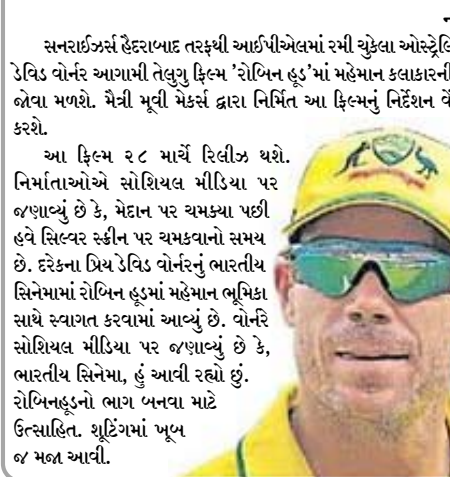 સનરાઈઝર્સ હૈદરાબાદ તરફથી આઈપીએલમાં રમી ચુકેલા
ડેવિડ વોર્નર આગામી તેલુગુ ફિલ્મ 'રોબિન હૂડ'માં મહેમાન કલાકારની
જોવા મળશે. મૈત્રી મૂવી મેકર્સ દ્વારા નિર્મિત આ ફિલ્મનું નિર્દેશન
કરશે.
આ ફિલ્મ ૨૮ માર્ચે રિલીઝ થશે.
નિર્માતાઓએ સોશિયલ મીડિયા પર
જણાવ્યું છે કે, મેદાન પર ચમક્યા પછી
હવે સિલ્વર સ્ક્રીન પર ચમકવાનો સમય
છે. દરેકના પ્રિય ડેવિડ વોર્નરનું ભારતીય
સિનેમામાં રોબિન હૂડમાં મહેમાન ભૂમિકા
સાથે સ્વાગત કરવામાં આવ્યું છે. વોર્નરે
સોશિયલ મીડિયા પર જણાવ્યું છે કે,
ભારતીય સિનેમા, હું આવી રહ્યો છું.
રોબિનહૂડનો ભાગ બનવા માટે
ઉત્સાહિત. શૂટિંગમાં ખૂબ
જ મજા આવી.